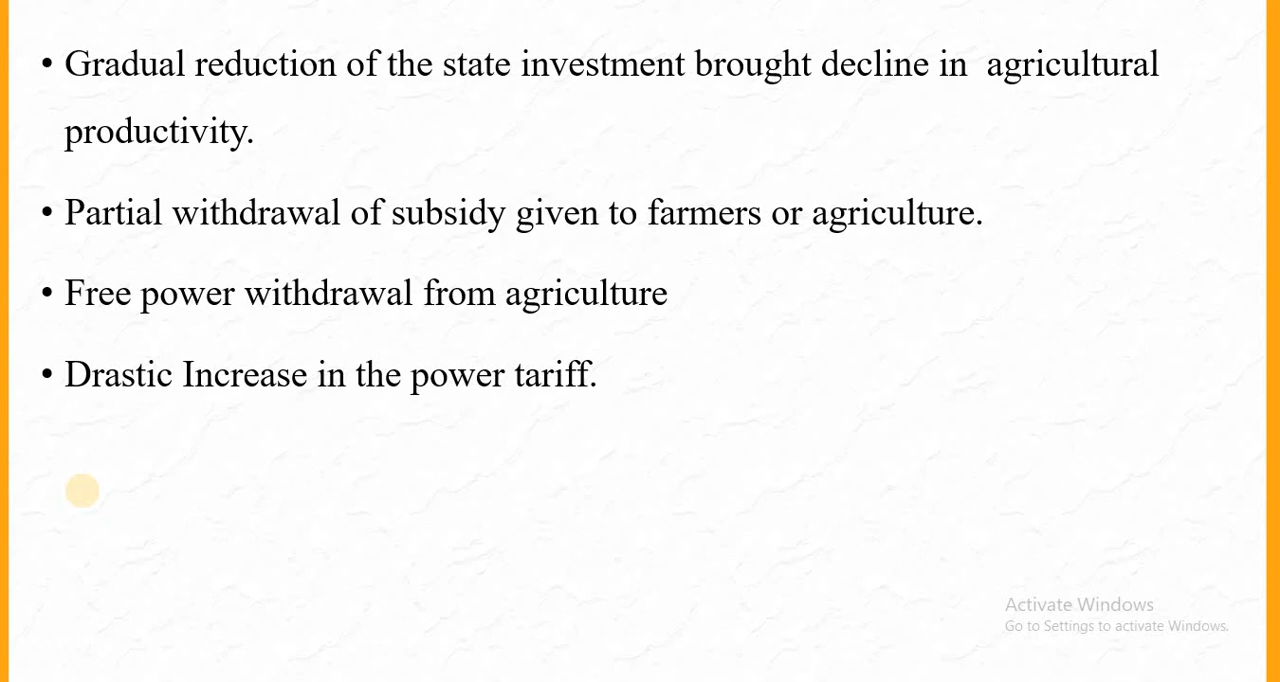 • Gradual reduction of the state investment brought decline in  agricultural
productivity.
• Partial withdrawal of subsidy given to farmers or agriculture.
• Free power withdrawal from agriculture
• Drastic Increase in the power tariff.
Activate Windows
Go to Settings to activate Windows.